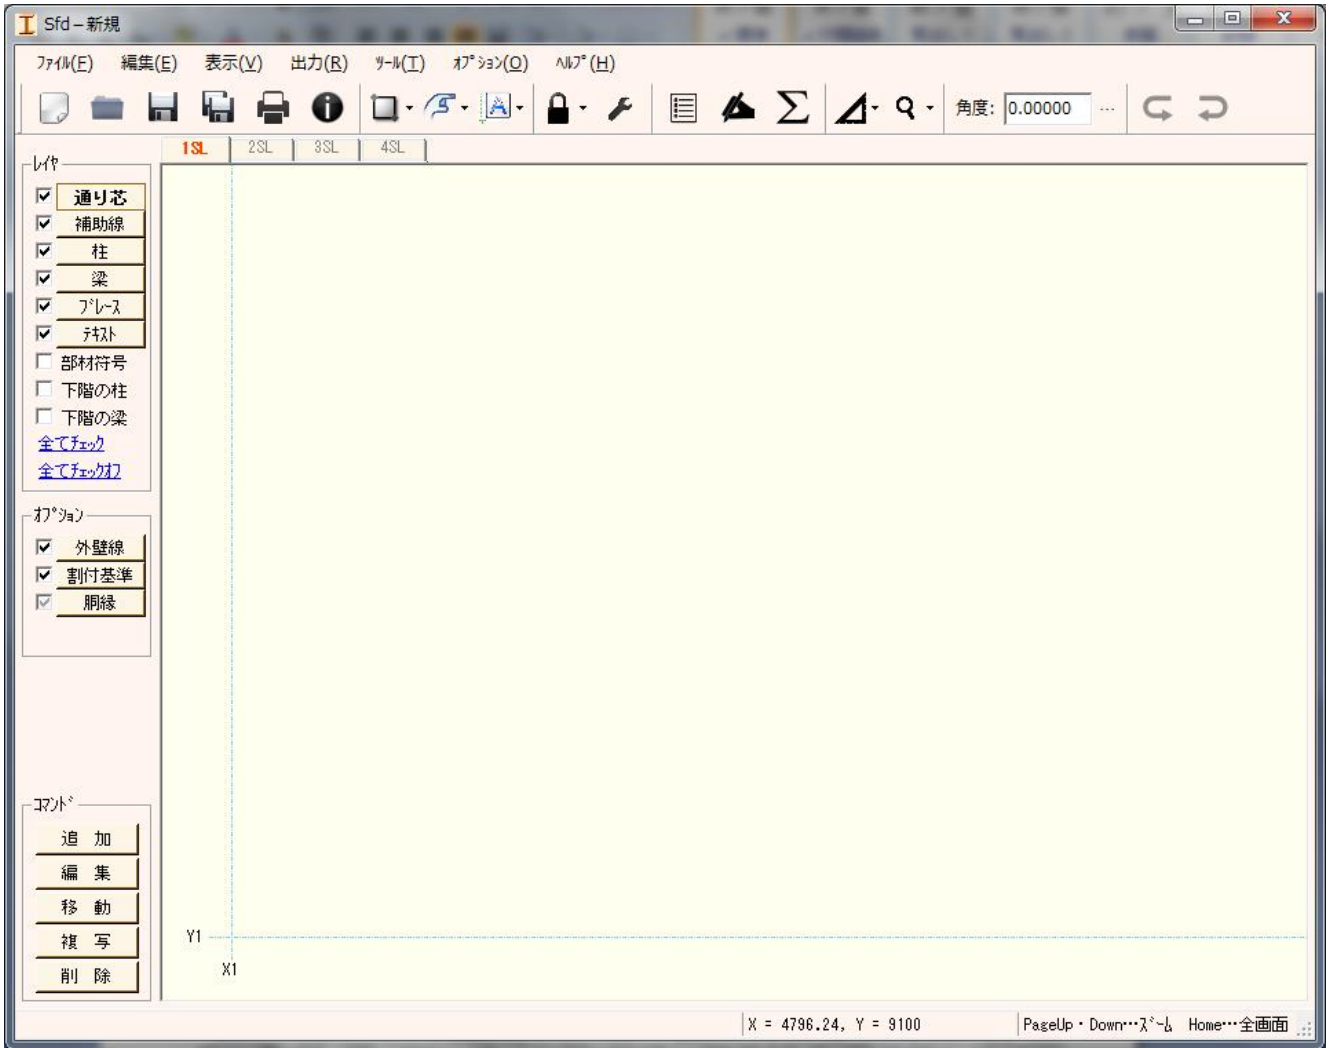 Sfd－新規
ﾌｧｲﾙ(F) 編集(E) 表示(V) 出力(R) ﾂｰﾙ(T) ｵﾌﾟｼｮﾝ(O) ﾍﾙﾌﾟ(H)
角度: 0.00000 ...
1SL 2SL 3SL 4SL
ﾚｲﾔ
通り芯
補助線
柱
梁
ﾌﾞﾚｰｽ
ﾃｷｽﾄ
部材符号
下階の柱
下階の梁
全てﾁｪｯｸ
全てﾁｪｯｸｵﾌ
ｵﾌﾟｼｮﾝ
外壁線
割付基準
胴縁
ｺﾏﾝﾄﾞ
追 加
編 集
移 動
複 写
削 除
Y1
X1
X = 4796.24, Y = 9100
PageUp・Down…ｽﾞｰﾑ Home…全画面